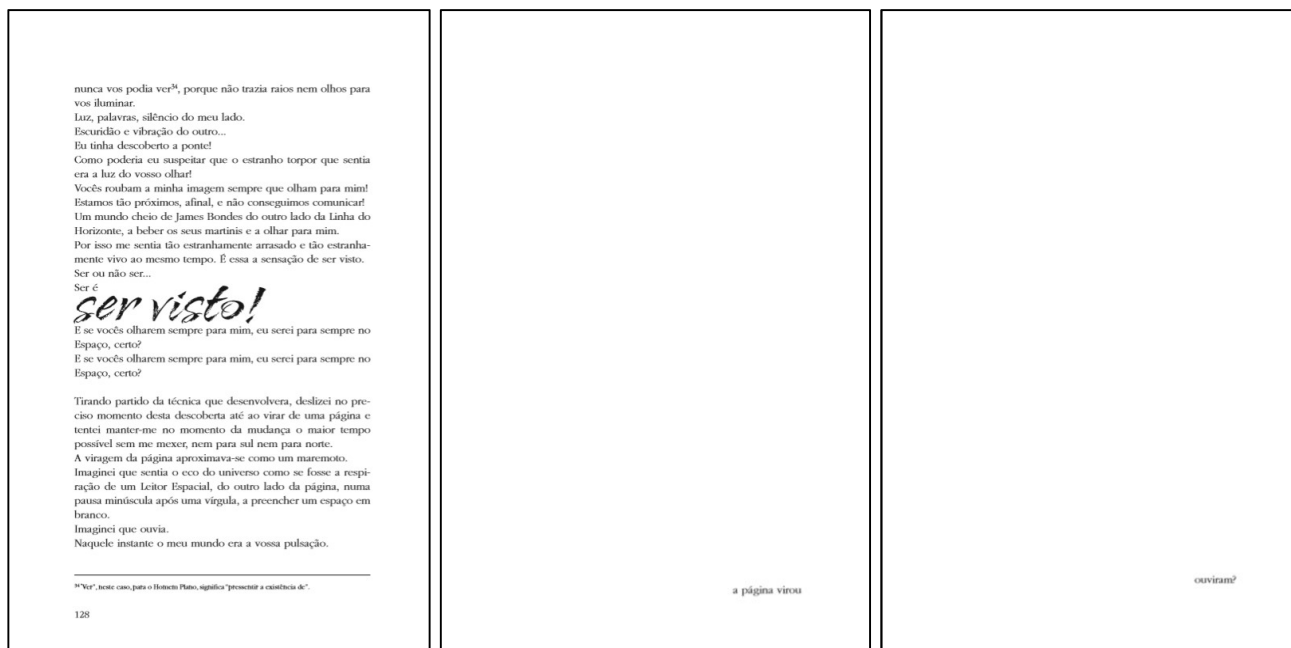 nunca vos podia ver³⁴, porque não trazia raios nem olhos para
vos iluminar.
Luz, palavras, silêncio do meu lado.
Escuridão e vibração do outro...
Eu tinha descoberto a ponte!
Como poderia eu suspeitar que o estranho torpor que sentia
era a luz do vosso olhar!
Vocês roubam a minha imagem sempre que olham para mim!
Estamos tão próximos, afinal, e não conseguimos comunicar!
Um mundo cheio de James Bondes do outro lado da Linha do
Horizonte, a beber os seus martinis e a olhar para mim.
Por isso me sentia tão estranhamente arrasado e tão estranha-
mente vivo ao mesmo tempo. É essa a sensação de ser visto.
Ser ou não ser...
Ser é
ser visto!
E se vocês olharem sempre para mim, eu serei para sempre no
Espaço, certo?
E se vocês olharem sempre para mim, eu serei para sempre no
Espaço, certo?
Tirando partido da técnica que desenvolvera, deslizei no pre-
ciso momento desta descoberta até ao virar de uma página e
tentei manter-me no momento da mudança o maior tempo
possível sem me mexer, nem para sul nem para norte.
A viragem da página aproximava-se como um maremoto.
Imaginei que sentia o eco do universo como se fosse a respi-
ração de um Leitor Espacial, do outro lado da página, numa
pausa minúscula após uma vírgula, a preencher um espaço em
branco.
Imaginei que ouvia.
Naquele instante o meu mundo era a vossa pulsação.
³⁴ "Ver", neste caso, para o Homem Plano, significa "pressentir a existência de".
128
a página virou
ouviram?